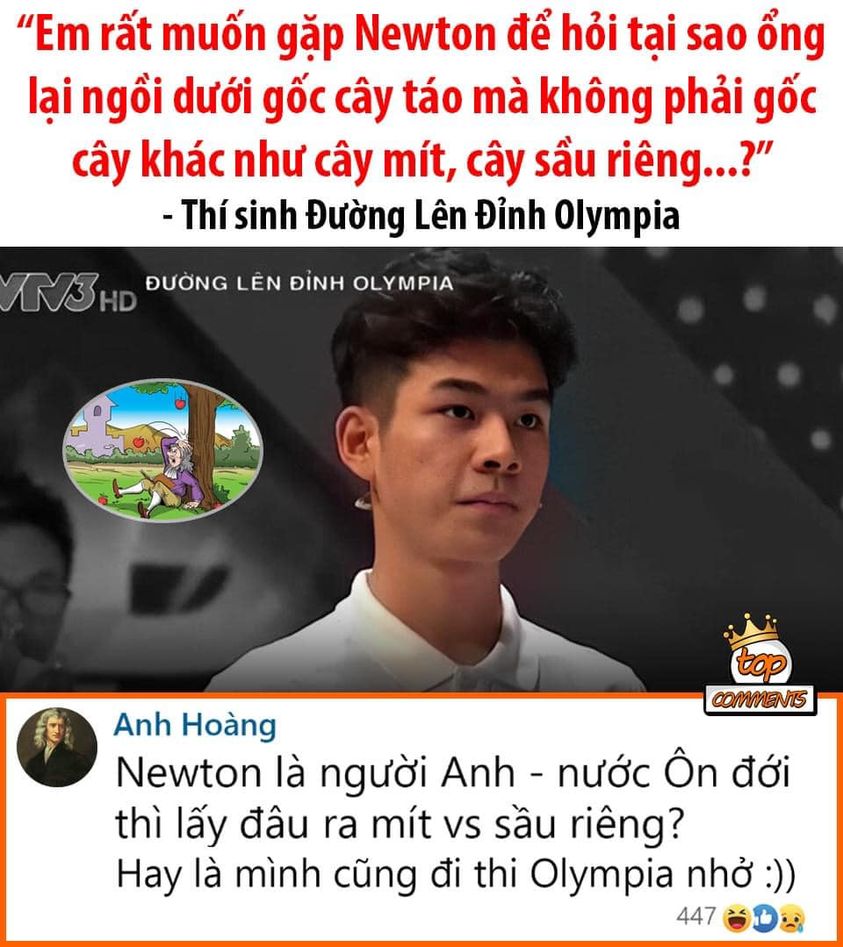 “Em rất muốn gặp Newton để hỏi tại sao ổng
lại ngồi dưới gốc cây táo mà không phải gốc
cây khác như cây mít, cây sầu riêng...?”
- Thí sinh Đường Lên Đỉnh Olympia
VTV3 HD ĐƯỜNG LÊN ĐỈNH OLYMPIA
top
COMMENTS
Anh Hoàng
Newton là người Anh - nước Ôn đới
thì lấy đâu ra mít vs sầu riêng?
Hay là mình cũng đi thi Olympia nhở :))
447